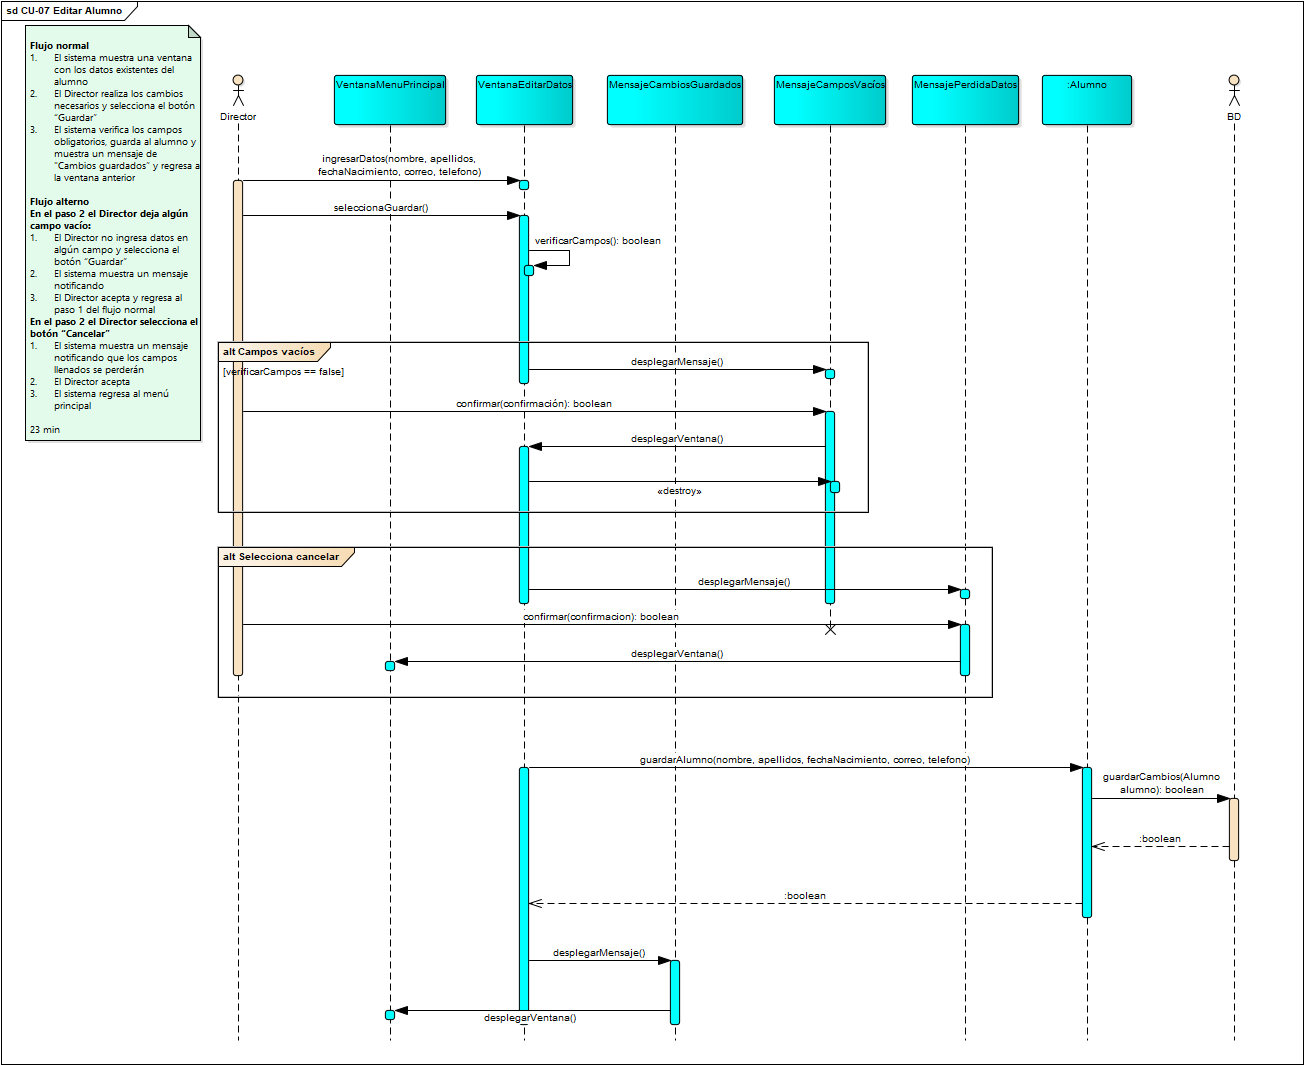 sd CU-07 Editar Alumno
Flujo normal
1. El sistema muestra una ventana
con los datos existentes del
alumno
2. El Director realiza los cambios
necesarios y selecciona el botón
“Guardar”
3. El sistema verifica los campos
obligatorios, guarda al alumno y
muestra un mensaje de
“Cambios guardados” y regresa a
la ventana anterior
Flujo alterno
En el paso 2 el Director deja algún
campo vacío:
1. El Director no ingresa datos en
algún campo y selecciona el
botón “Guardar”
2. El sistema muestra un mensaje
notificando
3. El Director acepta y regresa al
paso 1 del flujo normal
En el paso 2 el Director selecciona el
botón “Cancelar”
1. El sistema muestra un mensaje
notificando que los campos
llenados se perderán
2. El Director acepta
3. El sistema regresa al menú
principal
23 min
Director
VentanaMenuPrincipal
VentanaEditarDatos
MensajeCambiosGuardados
MensajeCamposVacíos
MensajePerdidaDatos
:Alumno
BD
ingresarDatos(nombre, apellidos,
fechaNacimiento, correo, telefono)
seleccionaGuardar()
verificarCampos(): boolean
alt Campos vacíos
[verificarCampos == false]
desplegarMensaje()
confirmar(confirmación): boolean
desplegarVentana()
«destroy»
alt Selecciona cancelar
desplegarMensaje()
confirmar(confirmacion): boolean
desplegarVentana()
guardarAlumno(nombre, apellidos, fechaNacimiento, correo, telefono)
guardarCambios(Alumno
alumno): boolean
:boolean
:boolean
desplegarMensaje()
desplegarVentana()